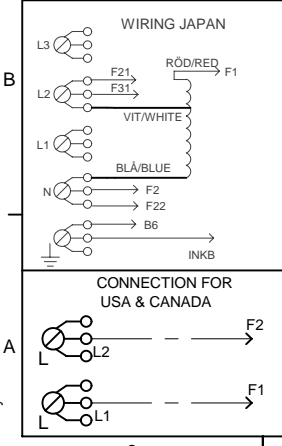 WIRING JAPAN
L3
RÖD/RED
F1
F21
B
L2
F31
VIT/WHITE
L1
BLÅ/BLUE
N
F2
F22
B6
INKB
CONNECTION FOR
USA & CANADA
F2
A
L
L2
F1
L
L1